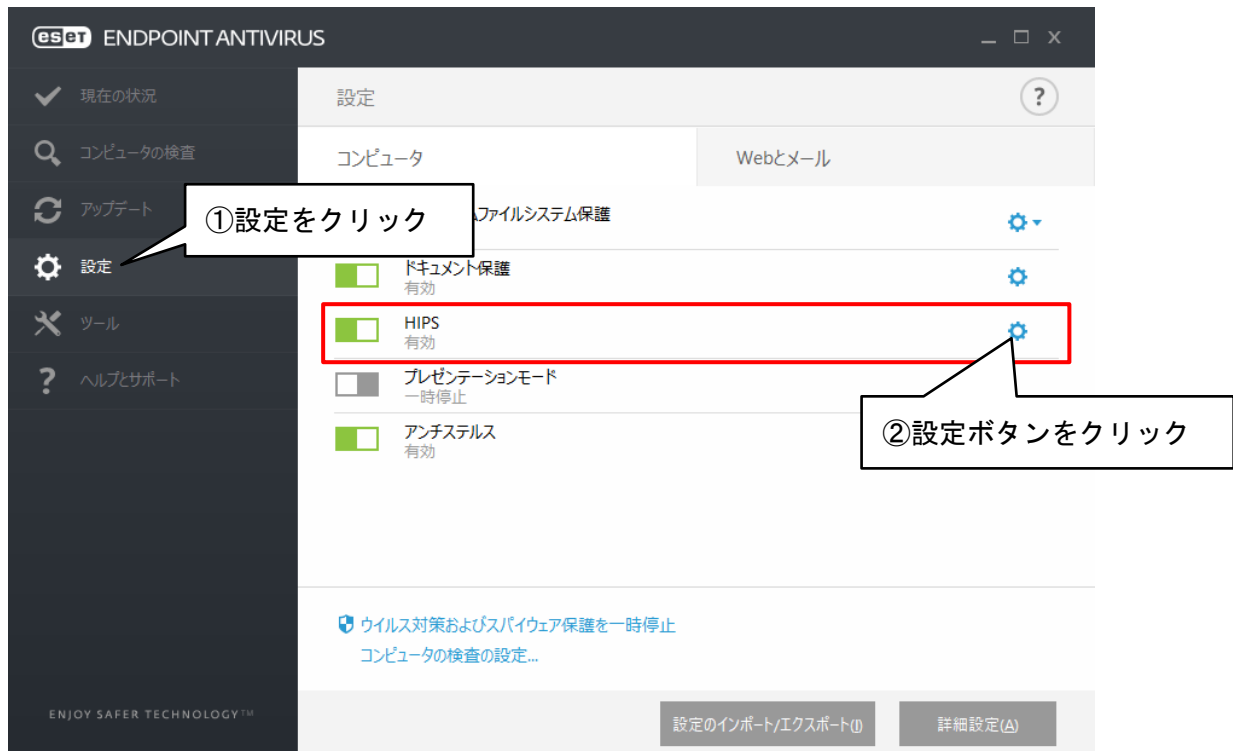 eset ENDPOINT ANTIVIRUS
現在の状況
コンピュータの検査
アップデート
設定
ツール
ヘルプとサポート
ENJOY SAFER TECHNOLOGY™
設定
?
コンピュータ
Webとメール
①設定をクリック
ファイルシステム保護
ドキュメント保護
有効
HIPS
有効
プレゼンテーションモード
一時停止
②設定ボタンをクリック
アンチステルス
有効
ウイルス対策およびスパイウェア保護を一時停止
コンピュータの検査の設定...
設定のインポート/エクスポート(I)
詳細設定(A)